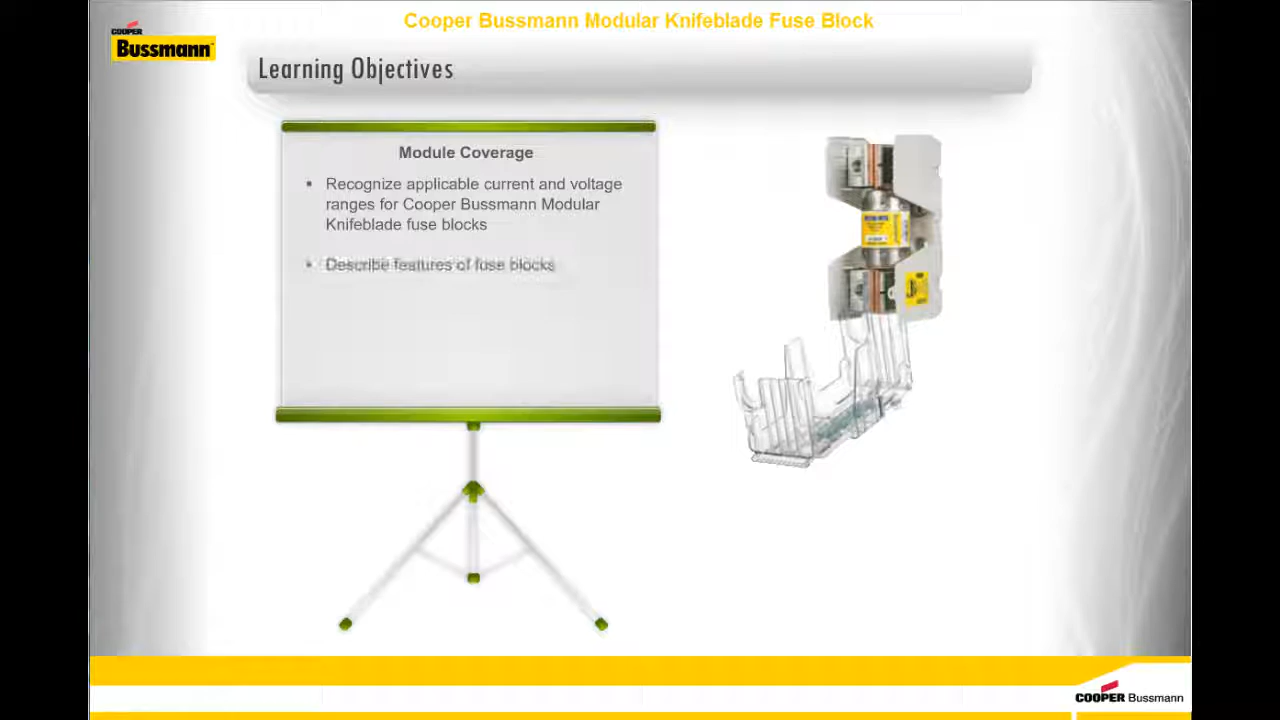 Cooper Bussmann Modular Knifeblade Fuse Block
COOPER
Bussmann
Learning Objectives
Module Coverage
▪ Recognize applicable current and voltage
ranges for Cooper Bussmann Modular
Knifeblade fuse blocks
▪ Describe features of fuse blocks
COOPER Bussmann